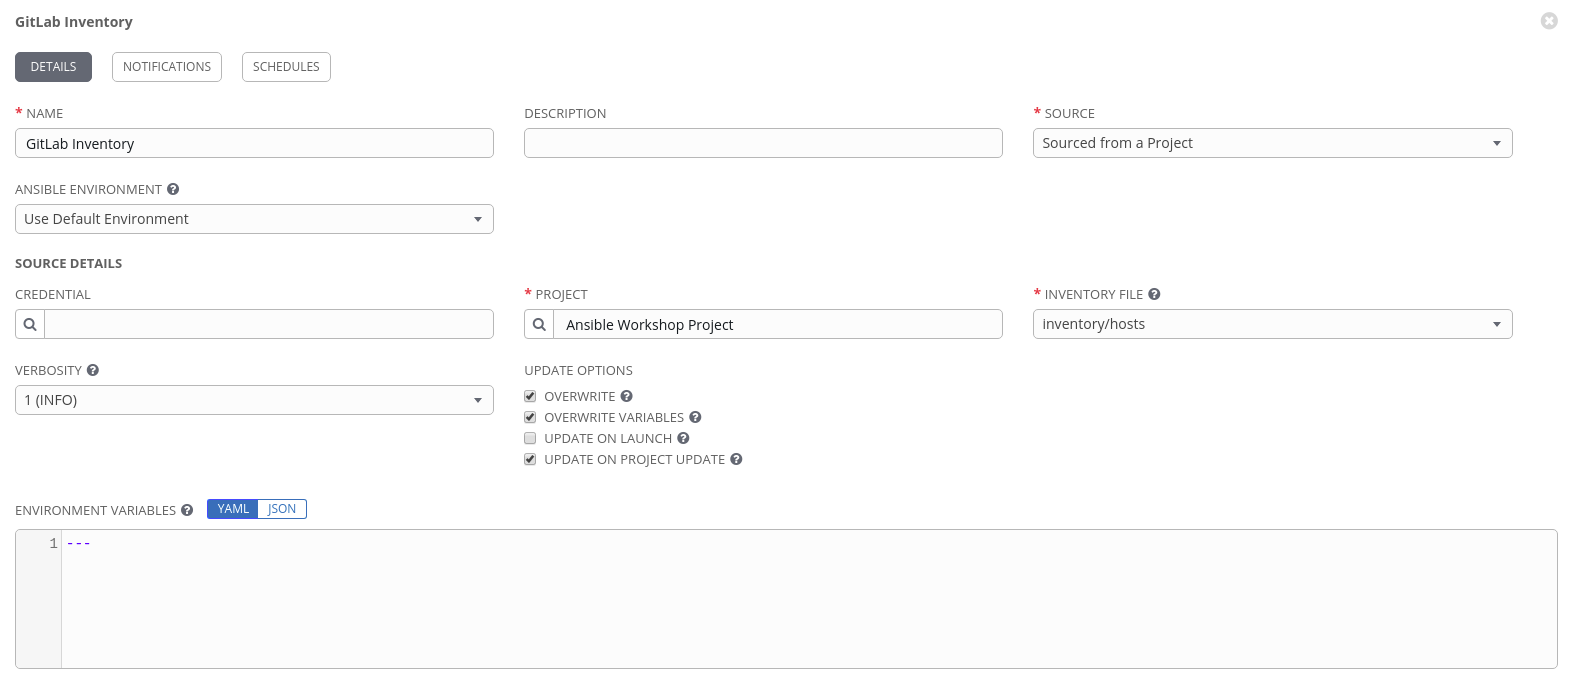 GitLab Inventory
DETAILS NOTIFICATIONS SCHEDULES
* NAME DESCRIPTION * SOURCE
GitLab Inventory Sourced from a Project
ANSIBLE ENVIRONMENT ?
Use Default Environment
SOURCE DETAILS
CREDENTIAL * PROJECT * INVENTORY FILE ?
Ansible Workshop Project inventory/hosts
VERBOSITY ? UPDATE OPTIONS
1 (INFO) OVERWRITE ?
OVERWRITE VARIABLES ?
UPDATE ON LAUNCH ?
UPDATE ON PROJECT UPDATE ?
ENVIRONMENT VARIABLES ? YAML JSON
1 ---